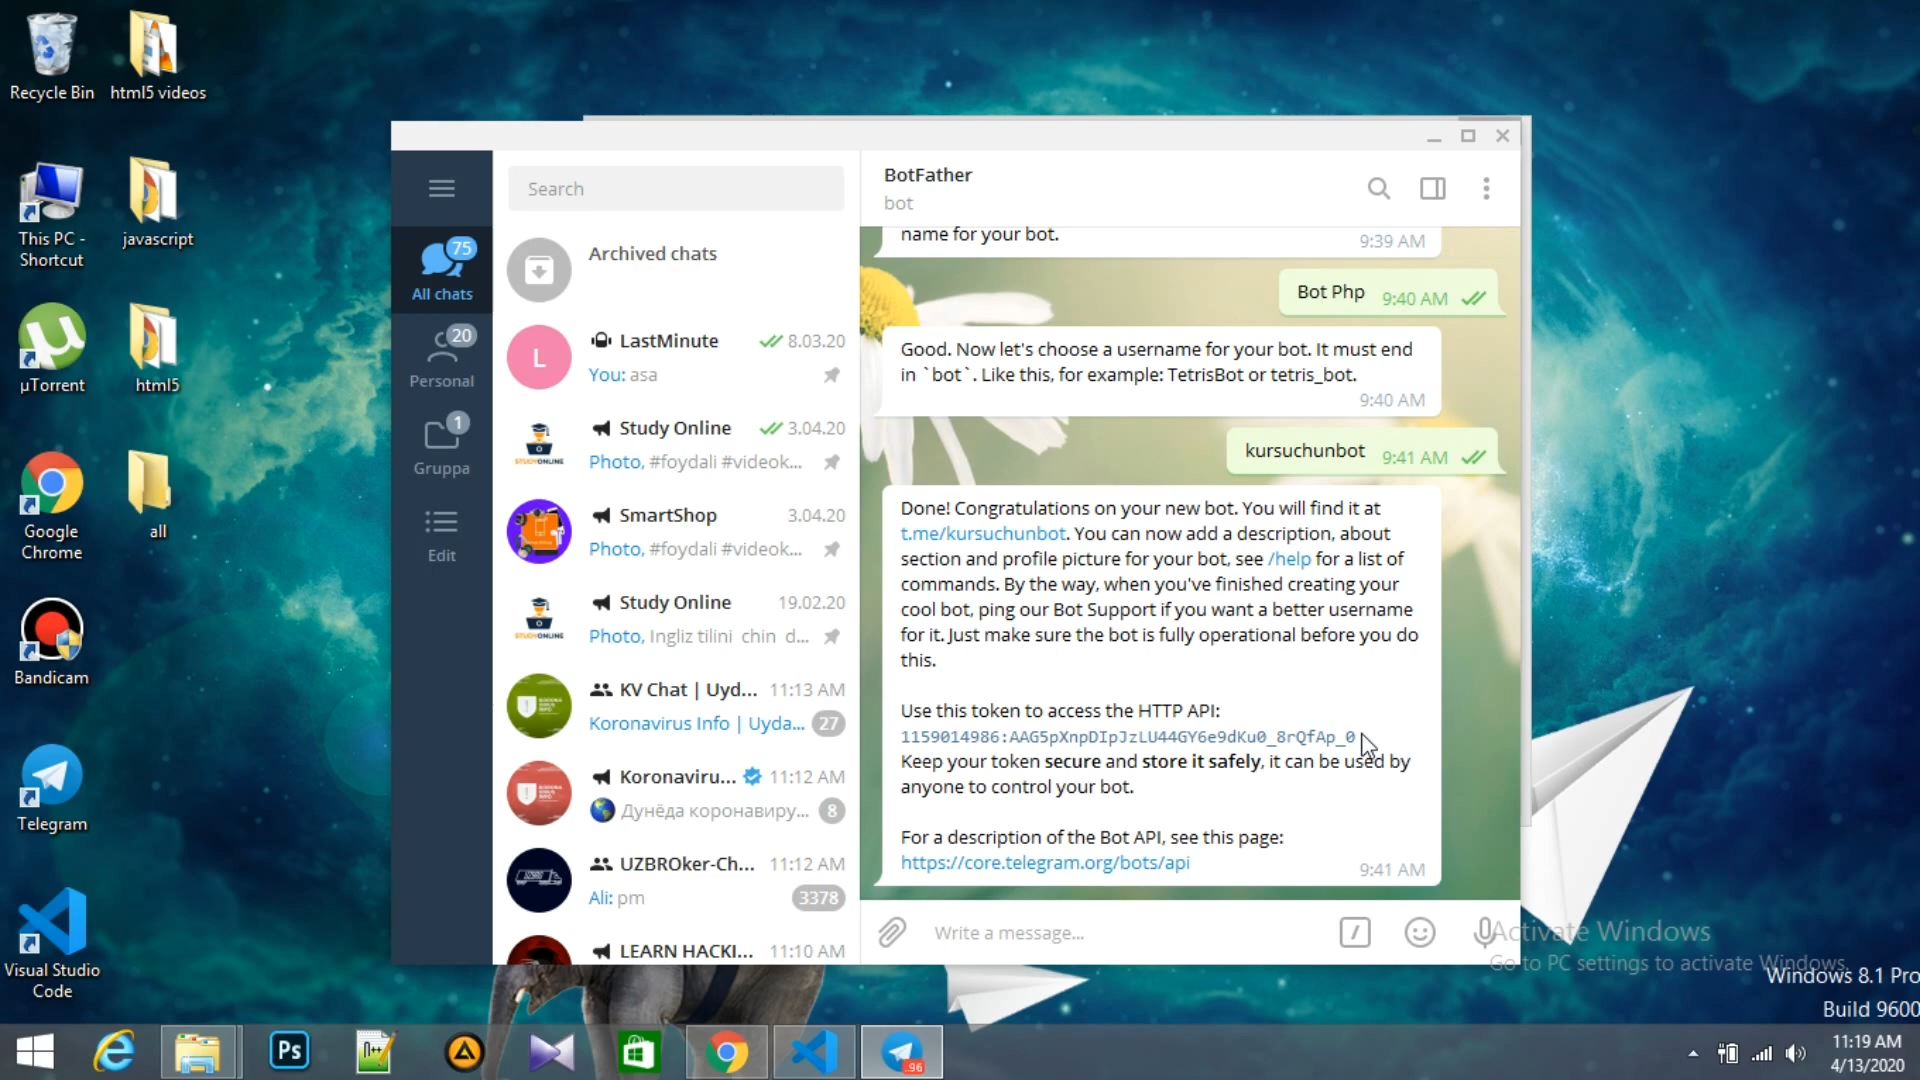 Recycle Bin
html5 videos
This PC -
Shortcut
javascript
µTorrent
html5
Google
Chrome
all
Bandicam
Telegram
Visual Studio
Code
75
All chats
20
Personal
1
Gruppa
Edit
Search
Archived chats
L
LastMinute 8.03.20
You: asa
Study Online 3.04.20
Photo, #foydali #videok...
STUDYONLINE
SmartShop 3.04.20
Photo, #foydali #videok...
Study Online 19.02.20
Photo, Ingliz tilini chin d...
STUDYONLINE
KV Chat | Uyd... 11:13 AM
Koronavirus Info | Uyda... 27
Koronaviru... 11:12 AM
Дунёда коронавиру... 8
UZBROker-Ch... 11:12 AM
Ali: pm 3378
LEARN HACKI... 11:10 AM
BotFather
bot
name for your bot. 9:39 AM
Bot Php 9:40 AM
Good. Now let's choose a username for your bot. It must end
in `bot`. Like this, for example: TetrisBot or tetris_bot.
9:40 AM
kursuchunbot 9:41 AM
Done! Congratulations on your new bot. You will find it at
t.me/kursuchunbot. You can now add a description, about
section and profile picture for your bot, see /help for a list of
commands. By the way, when you've finished creating your
cool bot, ping our Bot Support if you want a better username
for it. Just make sure the bot is fully operational before you do
this.
Use this token to access the HTTP API:
1159014986:AAG5pXnpDIpJzLU44GY6e9dKu0_8rQfAp_0
Keep your token secure and store it safely, it can be used by
anyone to control your bot.
For a description of the Bot API, see this page:
https://core.telegram.org/bots/api
9:41 AM
Write a message...
Activate Windows
Go to PC settings to activate Windows.
Windows 8.1 Pro
Build 9600
Ps
n++
..96
11:19 AM
4/13/2020